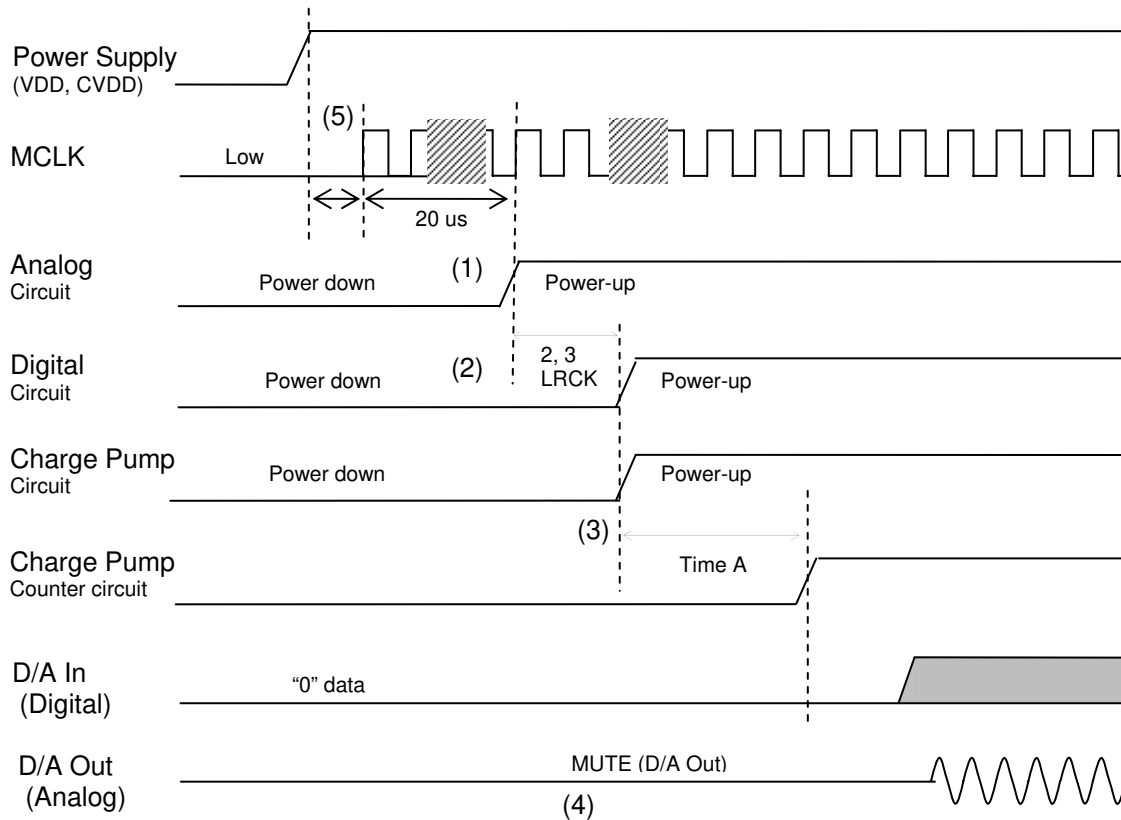 Power Supply
(VDD, CVDD)
(5)
MCLK
Low
20 us
Analog
Circuit
(1)
Power down
Power-up
Digital
Circuit
(2)
Power down
2, 3
LRCK
Power-up
Charge Pump
Circuit
Power down
Power-up
(3)
Charge Pump
Counter circuit
Time A
D/A In
(Digital)
“0” data
D/A Out
(Analog)
MUTE (D/A Out)
(4)